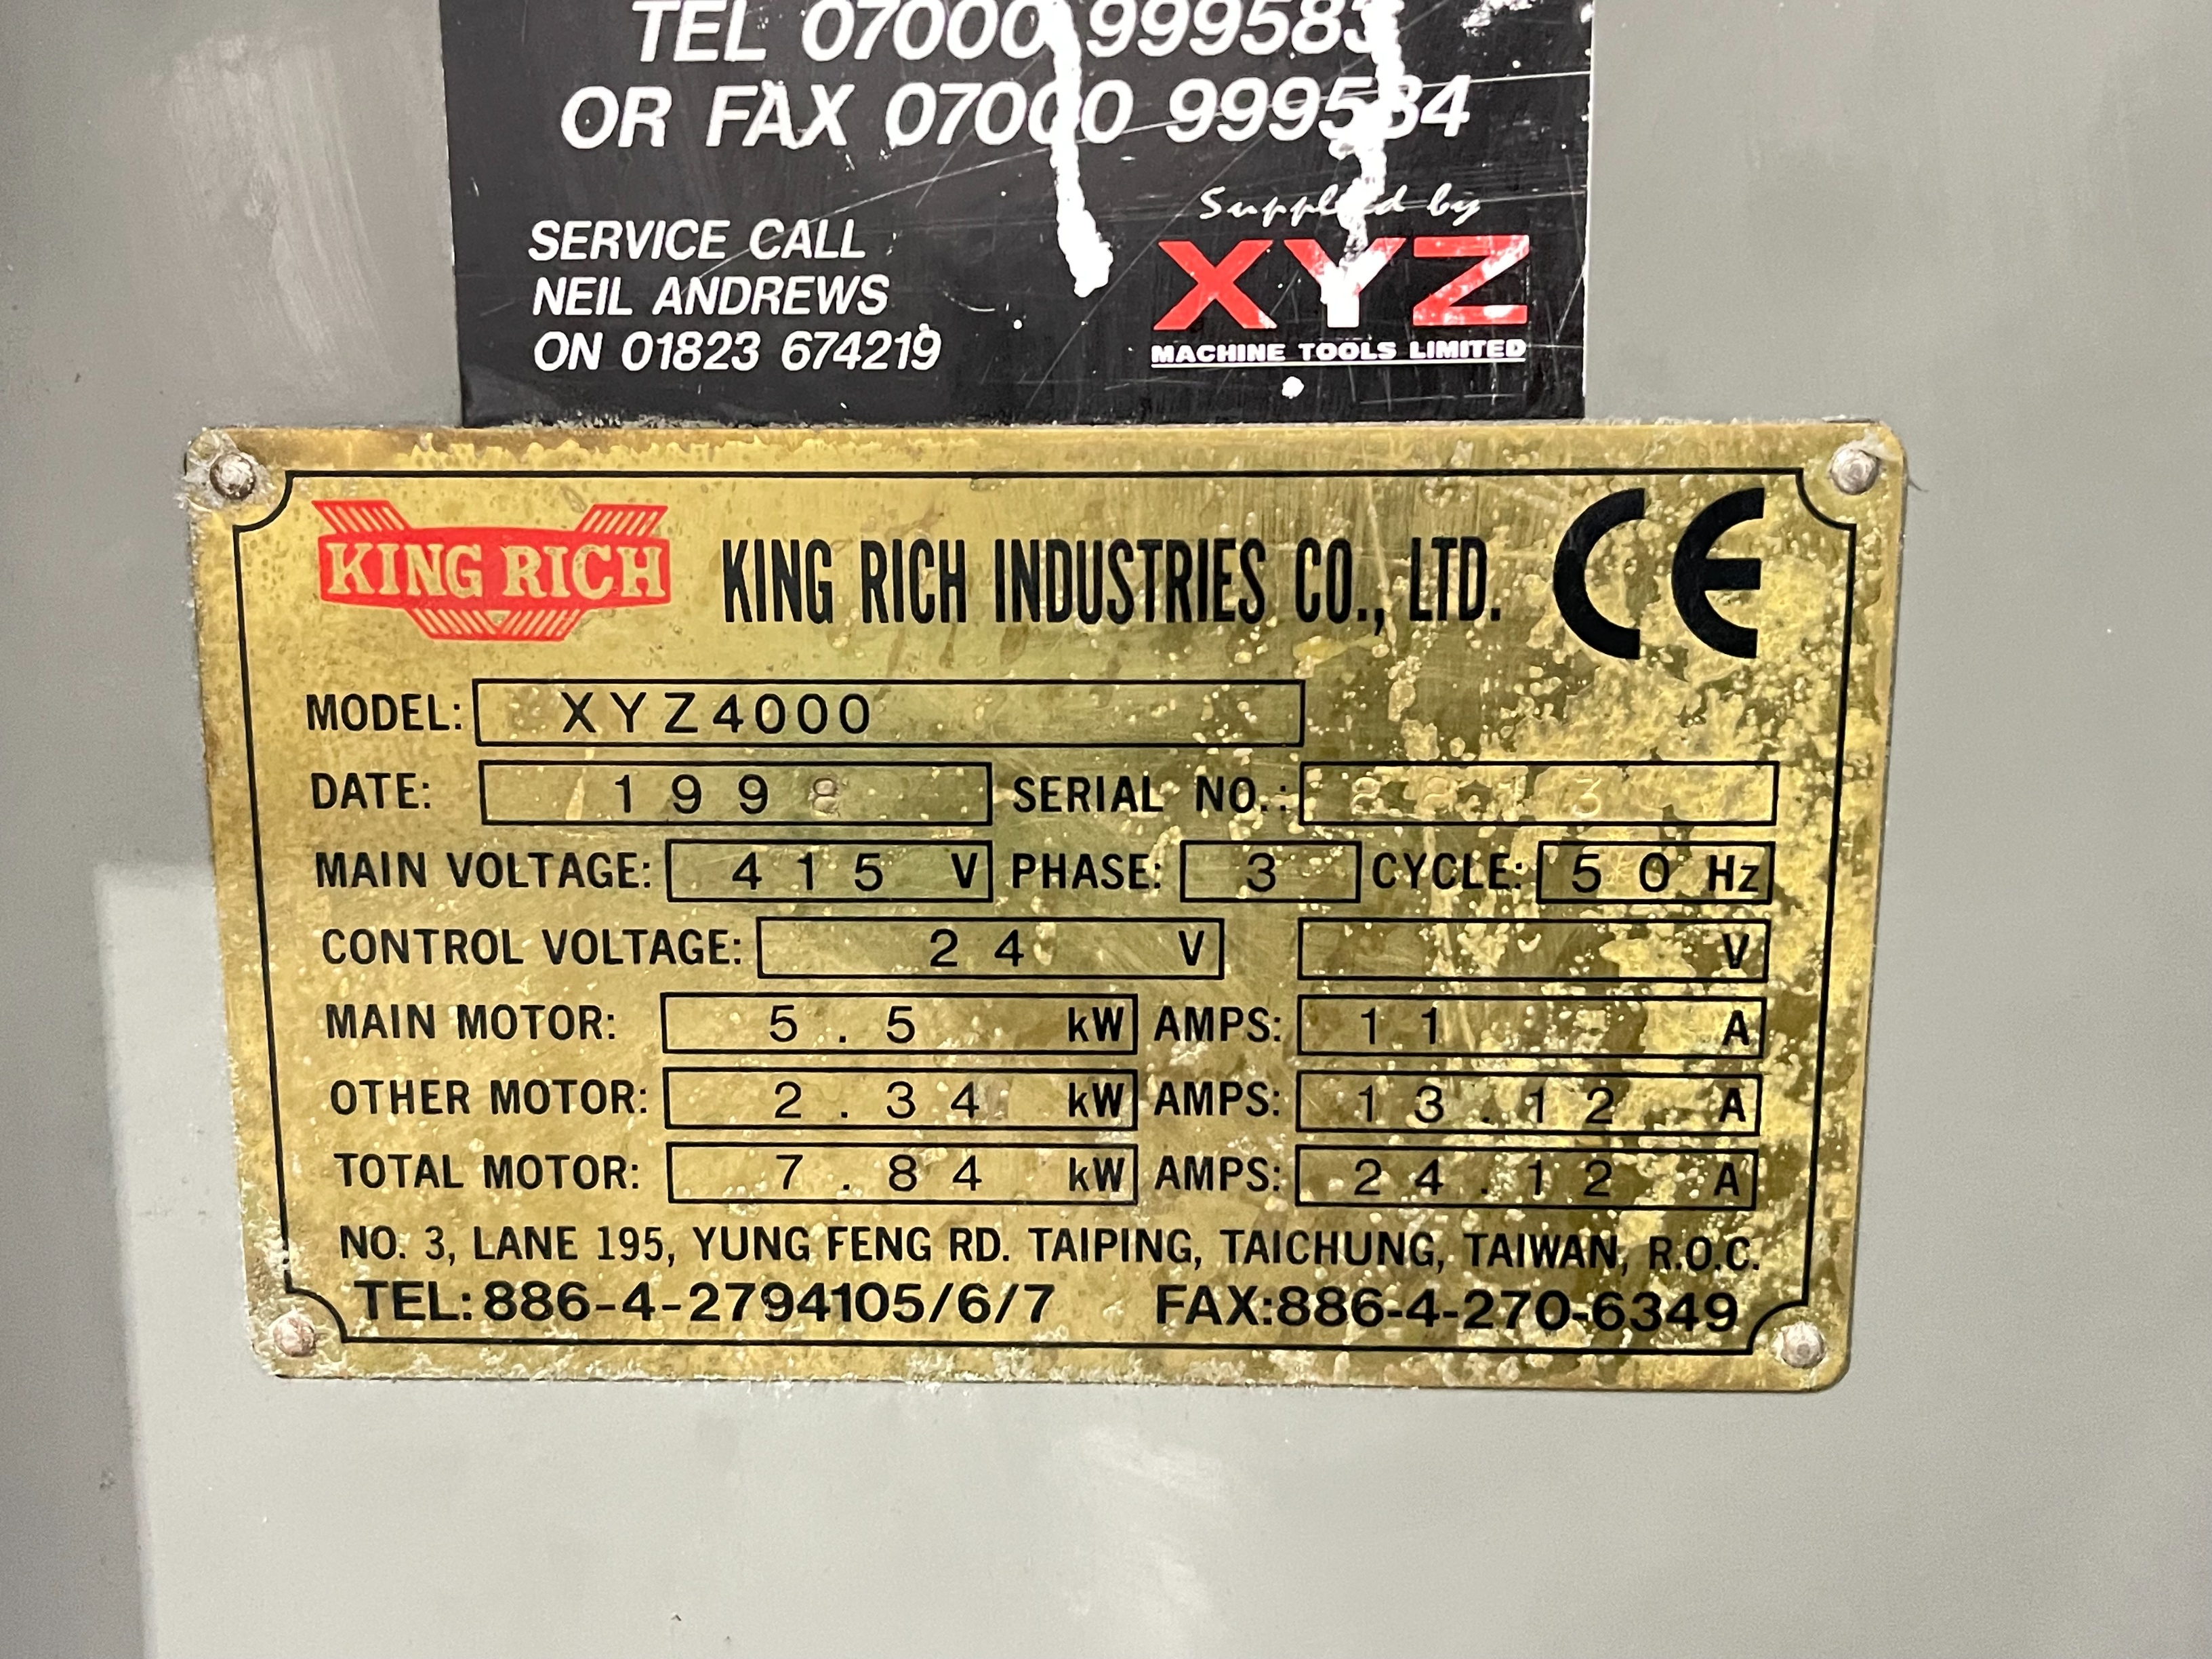 TEL 07000 999583
OR FAX 07000 999584
Supplied by
XYZ
MACHINE TOOLS LIMITED
SERVICE CALL
NEIL ANDREWS
ON 01823 674219
KING RICH KING RICH INDUSTRIES CO., LTD. CE
MODEL: XYZ4000
DATE: 1998 SERIAL NO.:
MAIN VOLTAGE: 415 V PHASE: 3 CYCLE: 50 Hz
CONTROL VOLTAGE: 24 V V
MAIN MOTOR: 5.5 kW AMPS: 11 A
OTHER MOTOR: 2.34 kW AMPS: 13.12 A
TOTAL MOTOR: 7.84 kW AMPS: 24.12 A
NO. 3, LANE 195, YUNG FENG RD. TAIPING, TAICHUNG, TAIWAN, R.O.C.
TEL:886-4-2794105/6/7 FAX:886-4-270-6349